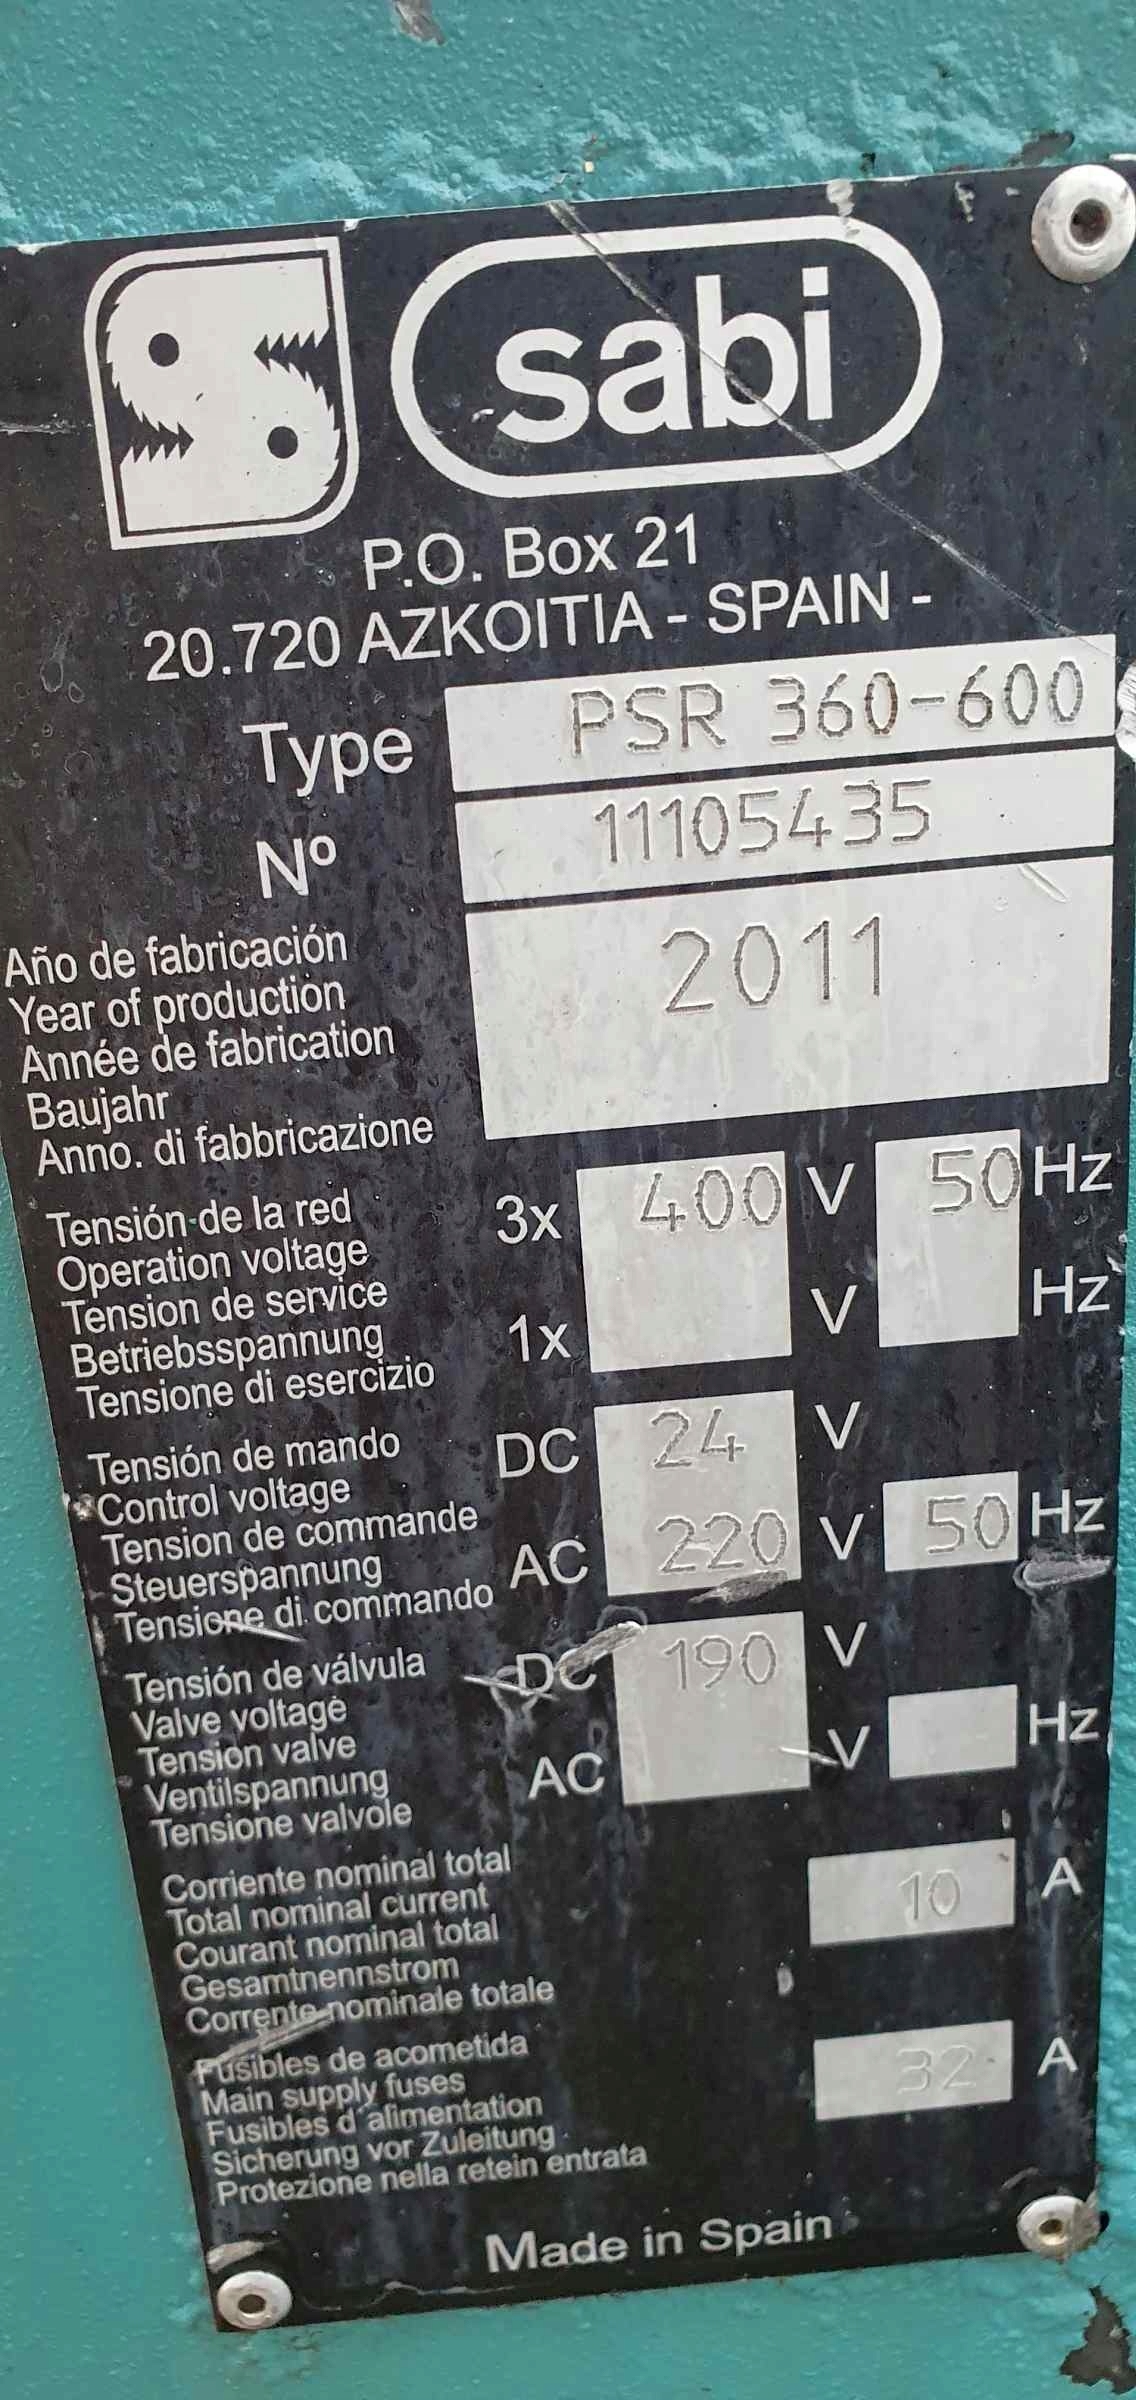 sabi
P.O. Box 21
20.720 AZKOITIA - SPAIN -
Type PSR 360-600
Nº 11105435
Año de fabricación
Year of production
Année de fabrication
Baujahr
Anno. di fabbricazione
2011
Tensión de la red
Operation voltage
Tension de service
Betriebsspannung
Tensione di esercizio
3x 400 V 50 Hz
1x V Hz
Tensión de mando
Control voltage
Tension de commande
Steuerspannung
Tensione di commando
DC 24 V
AC 220 V 50 Hz
Tensión de válvula
Valve voltage
Tension valve
Ventilspannung
Tensione valvole
DC 190 V
AC V Hz
Corriente nominal total
Total nominal current
Courant nominal total
Gesamtnennstrom
Corrente nominale totale
10 A
Fusibles de acometida
Main supply fuses
Fusibles d´alimentation
Sicherung vor Zuleitung
Protezione nella retein entrata
32 A
Made in Spain